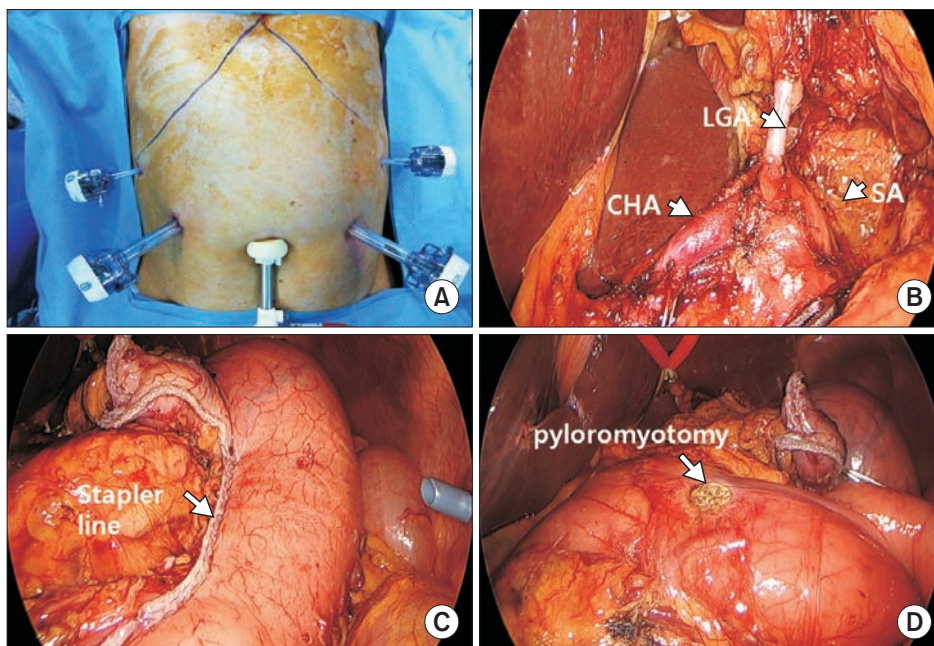 A
LGA
CHA
SA
B
Stapler
line
C
pyloromyotomy
D